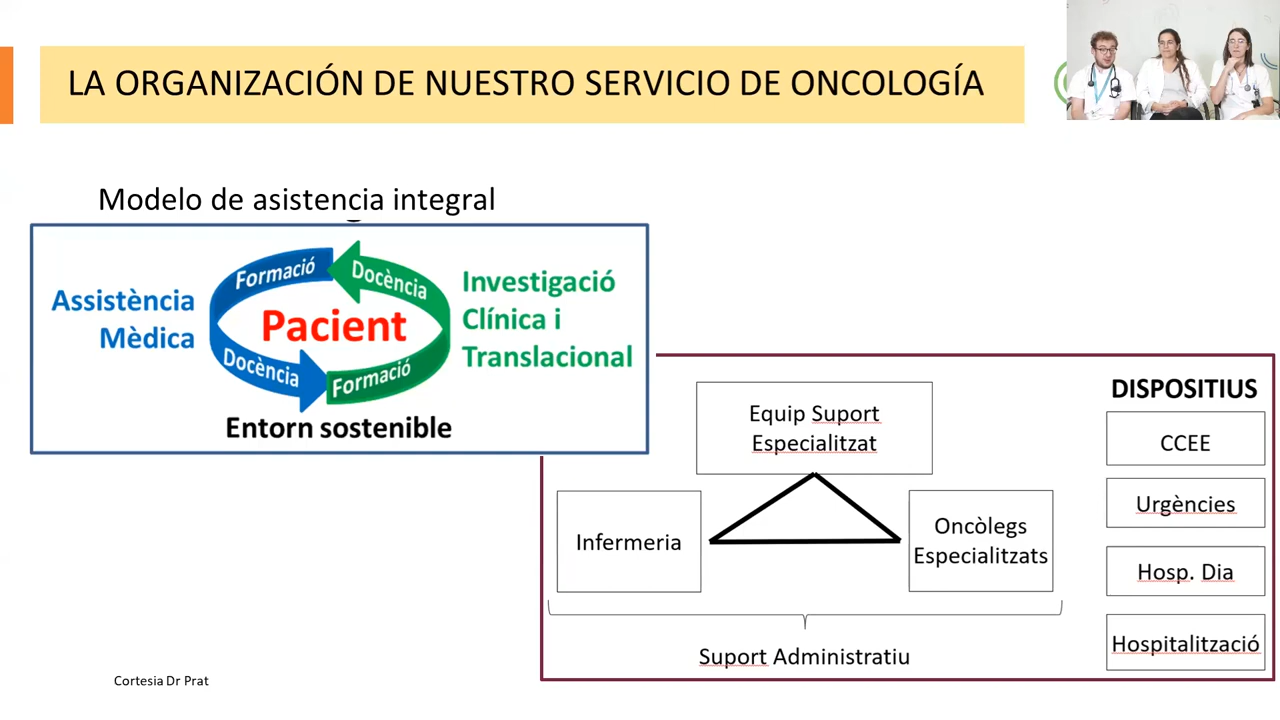 LA ORGANIZACIÓN DE NUESTRO SERVICIO DE ONCOLOGÍA
Modelo de asistencia integral
Assistència
Mèdica
Formació
Docència
Pacient
Docència
Formació
Investigació
Clínica i
Translacional
Entorn sostenible
Equip Suport
Especialitzat
Infermeria
Oncòlegs
Especialitzats
Suport Administratiu
DISPOSITIUS
CCEE
Urgències
Hosp. Dia
Hospitalització
Cortesia Dr Prat